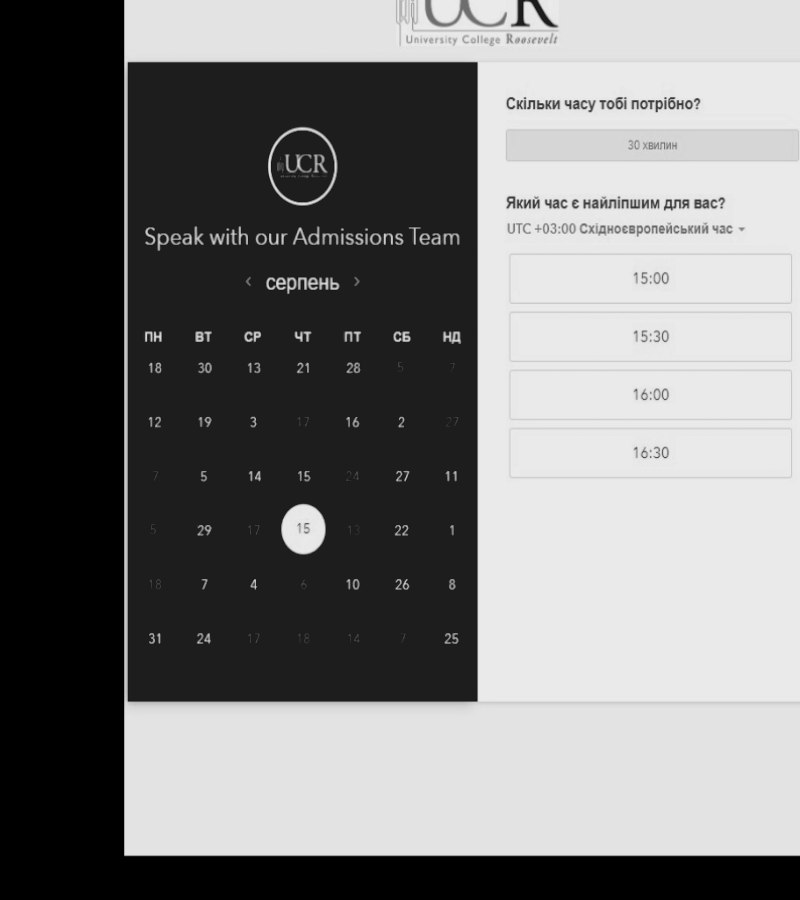 UCR
University College Roosevelt
UCR
Speak with our Admissions Team
‹ серпень ›
ПН ВТ СР ЧТ ПТ СБ НД
18 30 13 21 28 5 7
12 19 3 17 16 2 27
7 5 14 15 24 27 11
5 29 17 15 13 22 1
18 7 4 6 10 26 8
31 24 17 18 14 7 25
Скільки часу тобі потрібно?
30 хвилин
Який час є найліпшим для вас?
UTC +03:00 Східноєвропейський час
15:00
15:30
16:00
16:30